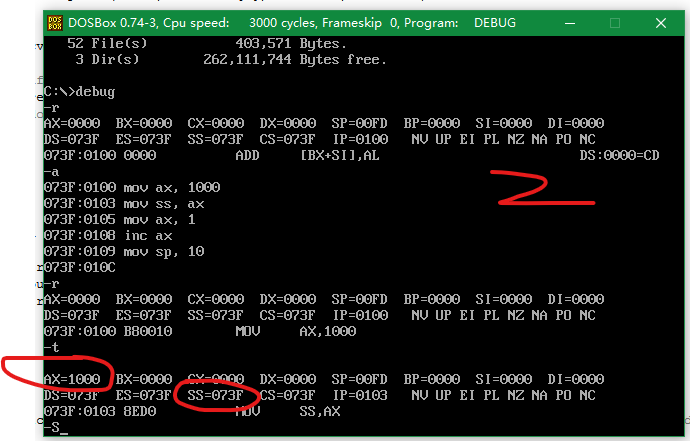 DOSBox 0.74-3, Cpu speed: 3000 cycles, Frameskip 0, Program: DEBUG
52 File(s) 403,571 Bytes.
3 Dir(s) 262,111,744 Bytes free.
C:\>debug
-r
AX=0000 BX=0000 CX=0000 DX=0000 SP=00FD BP=0000 SI=0000 DI=0000
DS=073F ES=073F SS=073F CS=073F IP=0100 NV UP EI PL NZ NA PO NC
073F:0100 0000 ADD [BX+SI],AL DS:0000=CD
-a
073F:0100 mov ax, 1000
073F:0103 mov ss, ax
073F:0105 mov ax, 1
073F:0108 inc ax
073F:0109 mov sp, 10
073F:010C
-r
AX=0000 BX=0000 CX=0000 DX=0000 SP=00FD BP=0000 SI=0000 DI=0000
DS=073F ES=073F SS=073F CS=073F IP=0100 NV UP EI PL NZ NA PO NC
073F:0100 B80010 MOV AX,1000
-t
AX=1000 BX=0000 CX=0000 DX=0000 SP=00FD BP=0000 SI=0000 DI=0000
DS=073F ES=073F SS=073F CS=073F IP=0103 NV UP EI PL NZ NA PO NC
073F:0103 8ED0 MOV SS,AX
-S_
2